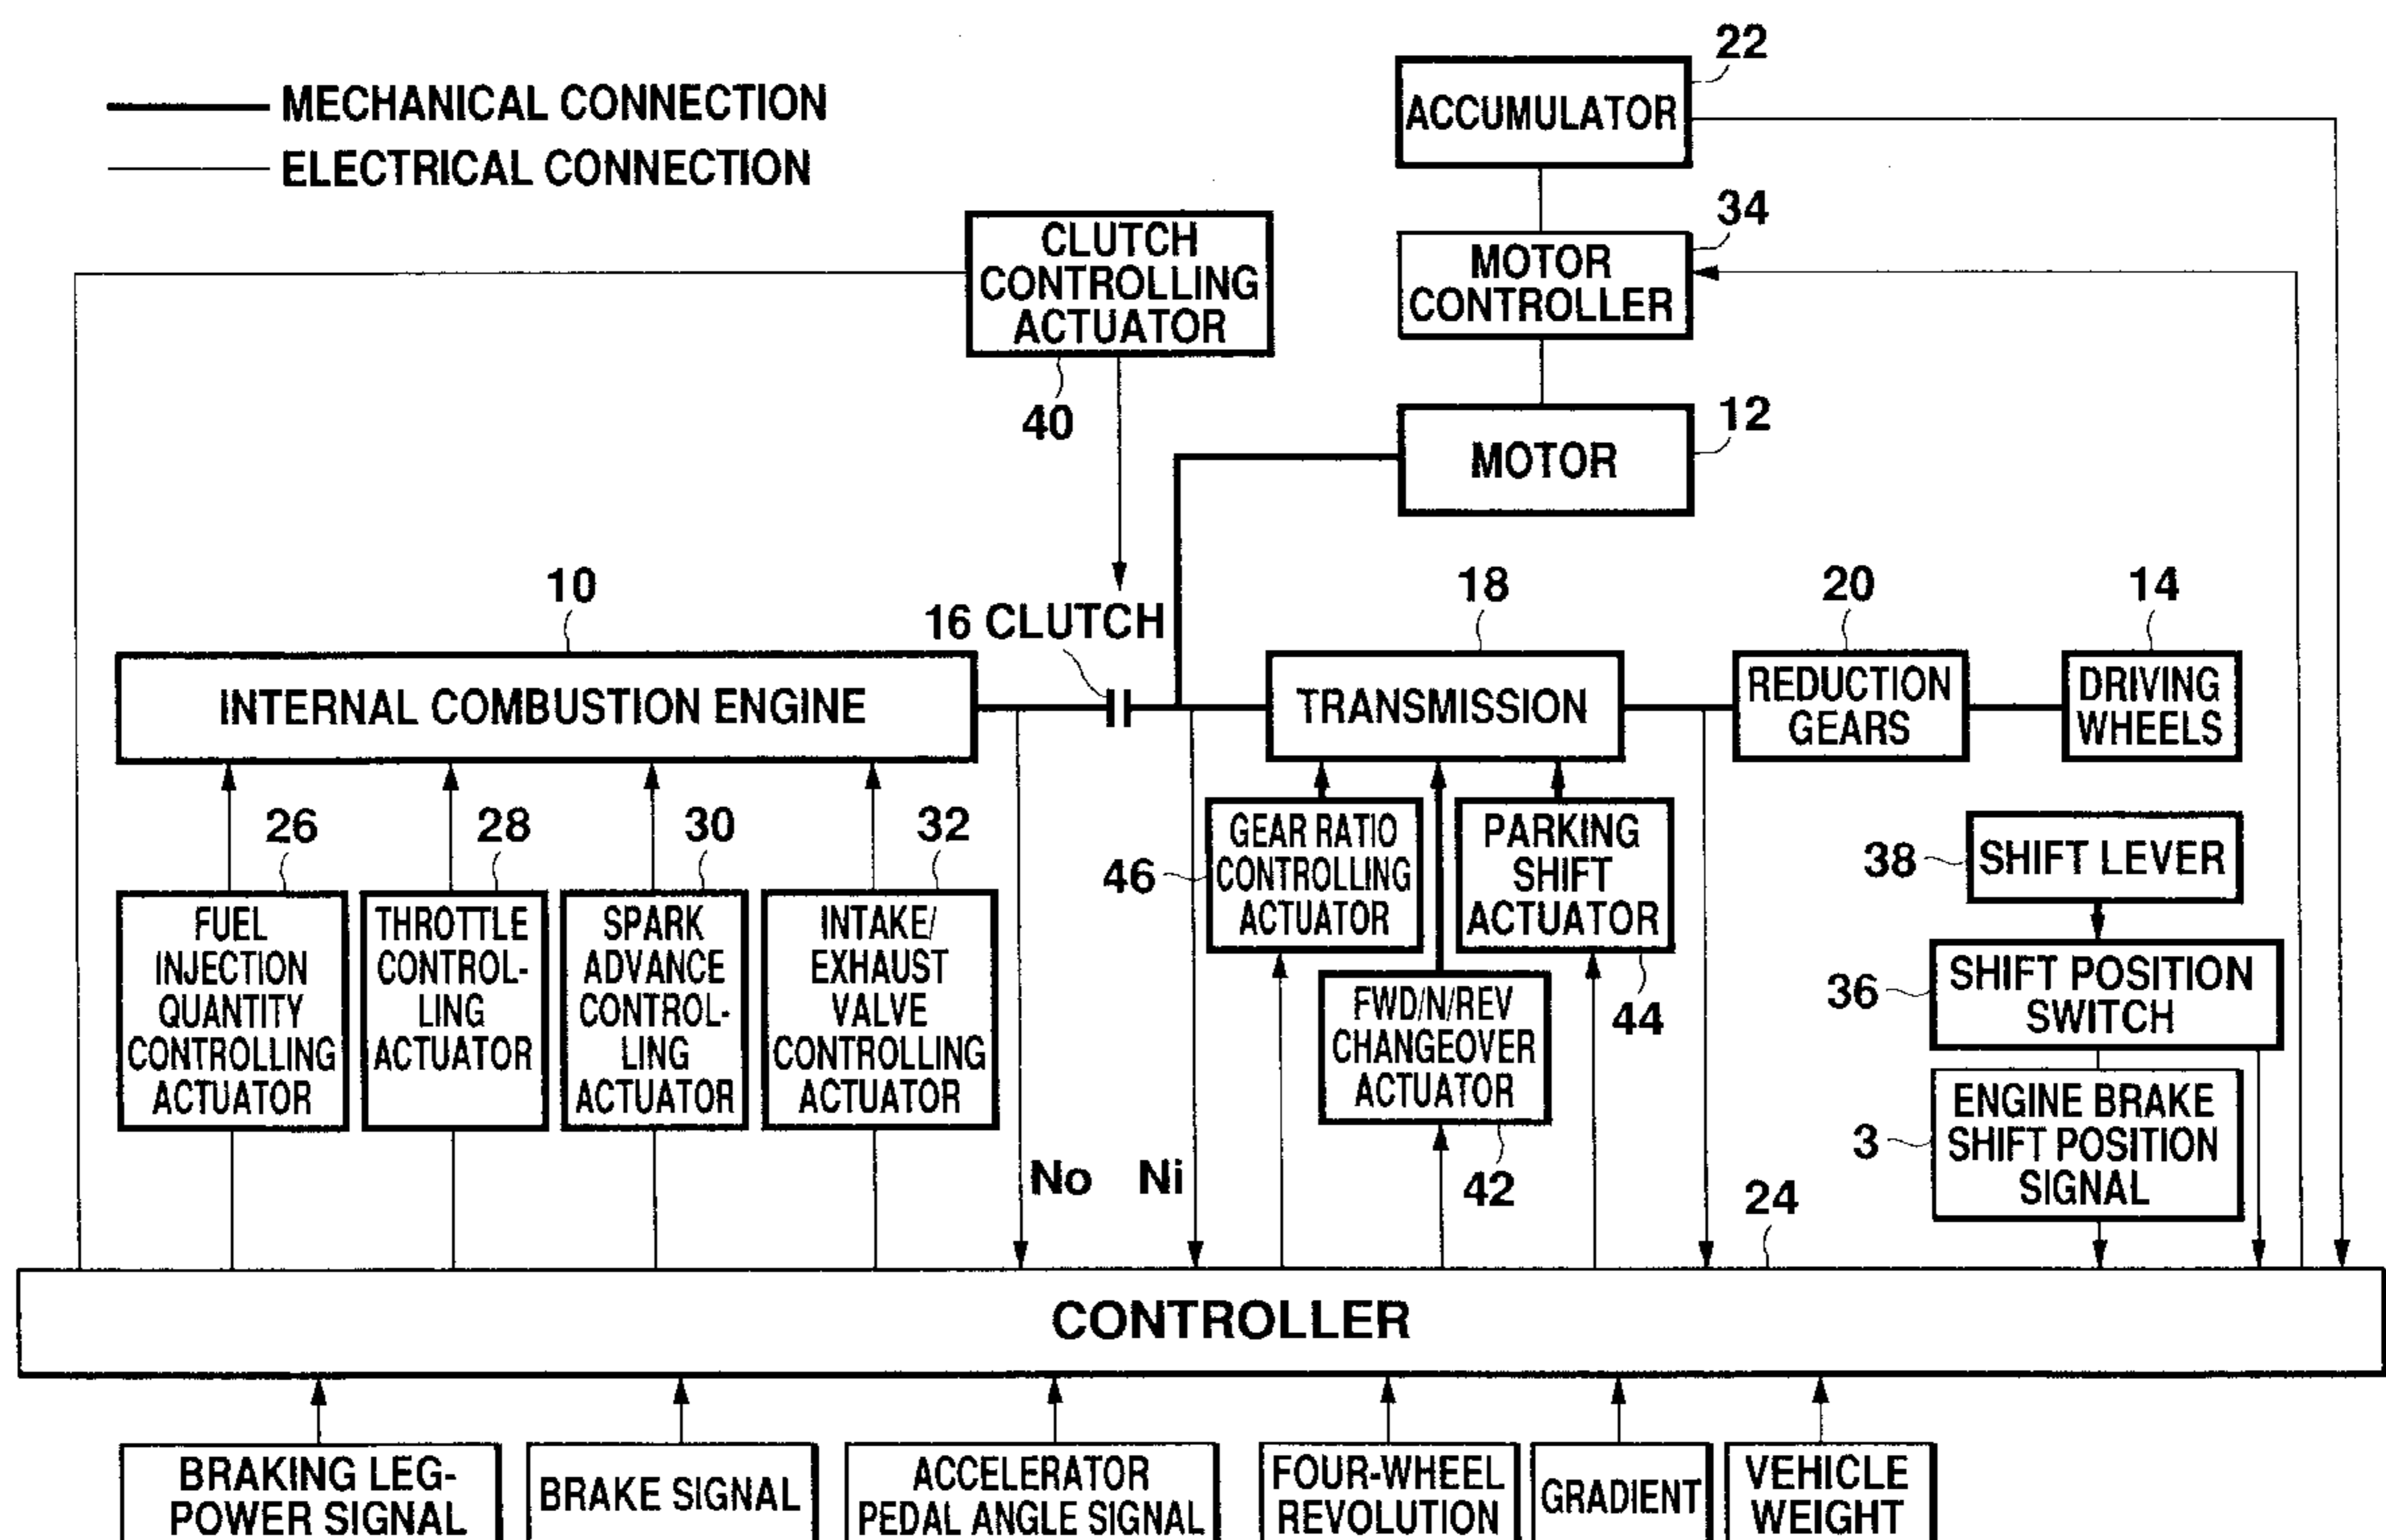 22
MECHANICAL CONNECTION
ACCUMULATOR
ELECTRICAL CONNECTION
34
CLUTCH
CONTROLLING
ACTUATOR
MOTOR
CONTROLLER
40
12
MOTOR
10
18
20
14
16 CLUTCH
INTERNAL COMBUSTION ENGINE
TRANSMISSION
REDUCTION
GEARS
DRIVING
WHEELS
26
28
30
32
46
GEAR RATIO
CONTROLLING
ACTUATOR
PARKING
SHIFT
ACTUATOR
38
SHIFT LEVER
FUEL
INJECTION
QUANTITY
CONTROLLING
ACTUATOR
THROTTLE
CONTROL-
LING
ACTUATOR
SPARK
ADVANCE
CONTROL-
LING
ACTUATOR
INTAKE/
EXHAUST
VALVE
CONTROLLING
ACTUATOR
FWD/N/REV
CHANGEOVER
ACTUATOR
44
36
SHIFT POSITION
SWITCH
3
ENGINE BRAKE
SHIFT POSITION
SIGNAL
No
Ni
42
24
CONTROLLER
BRAKING LEG-
POWER SIGNAL
BRAKE SIGNAL
ACCELERATOR
PEDAL ANGLE SIGNAL
FOUR-WHEEL
REVOLUTION
GRADIENT
VEHICLE
WEIGHT